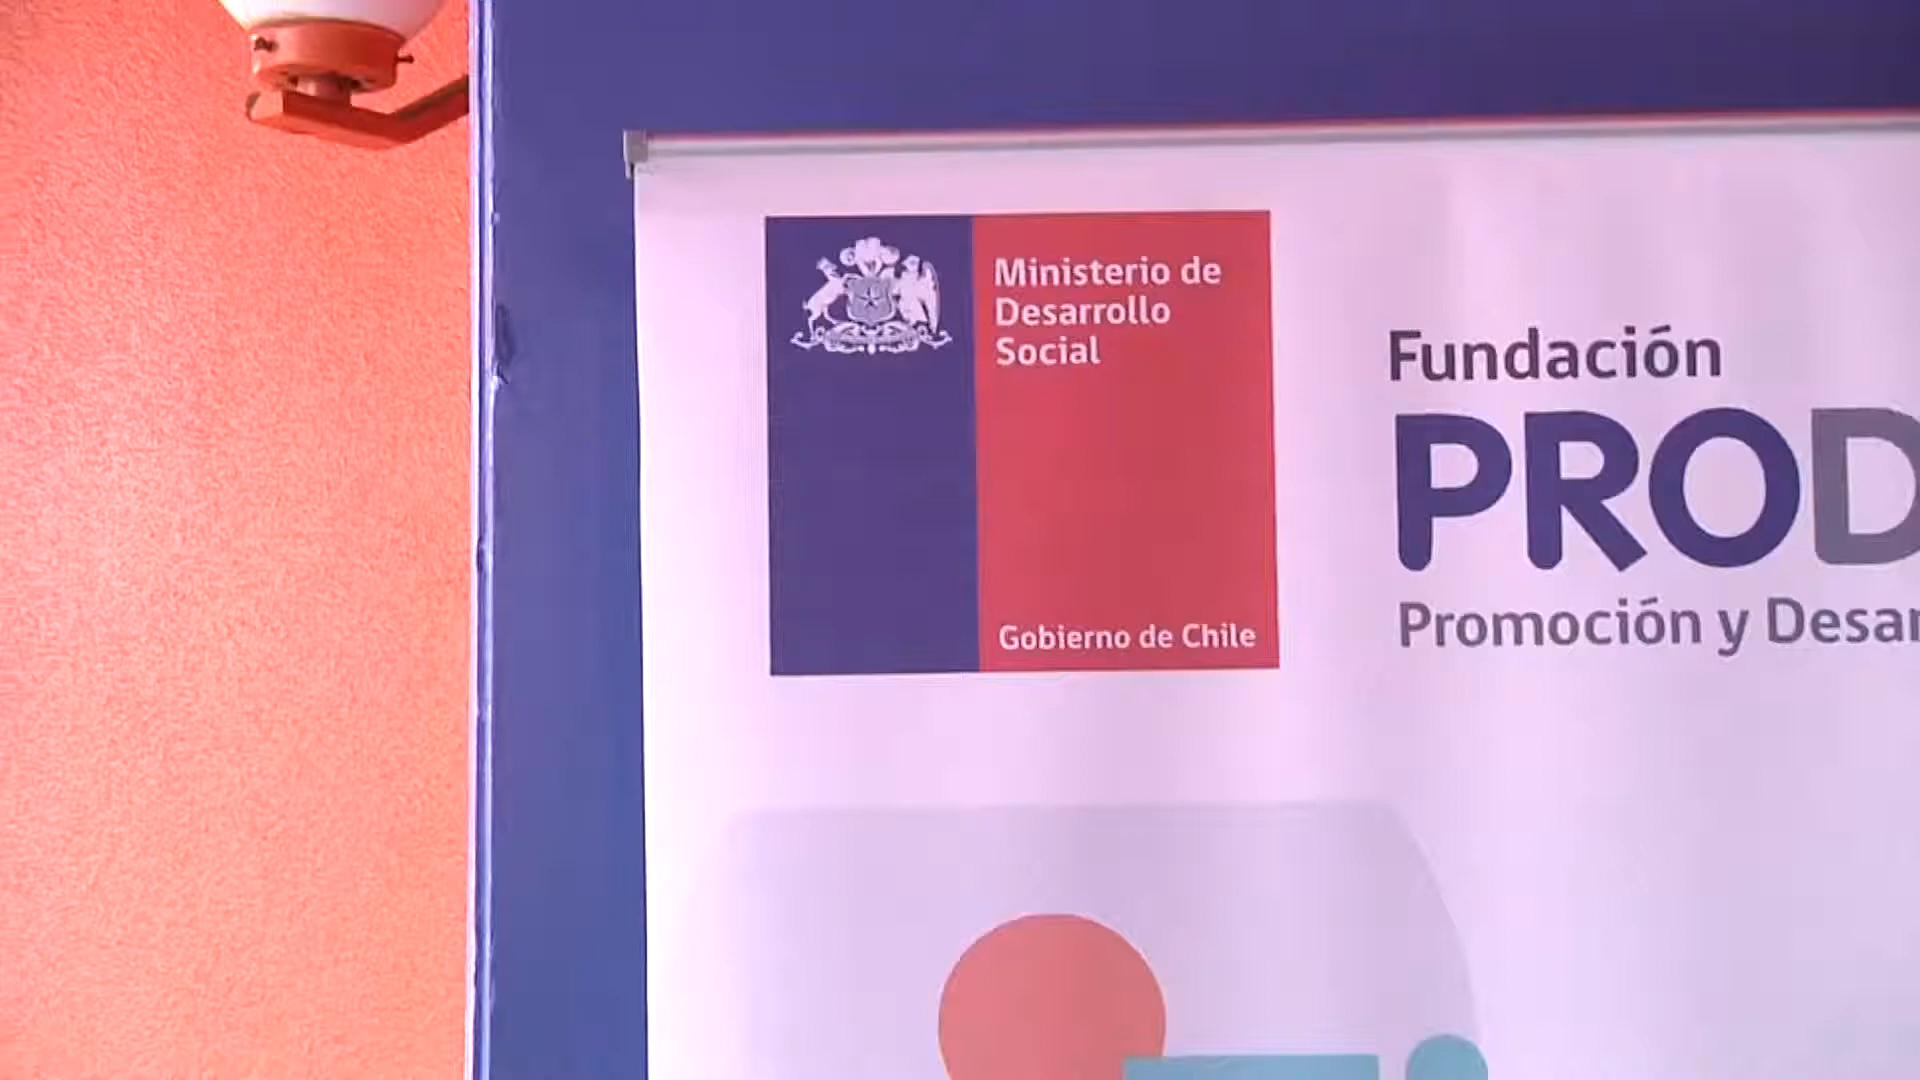 Ministerio de
Desarrollo
Social
Gobierno de Chile
Fundación
PROD
Promoción y Desar